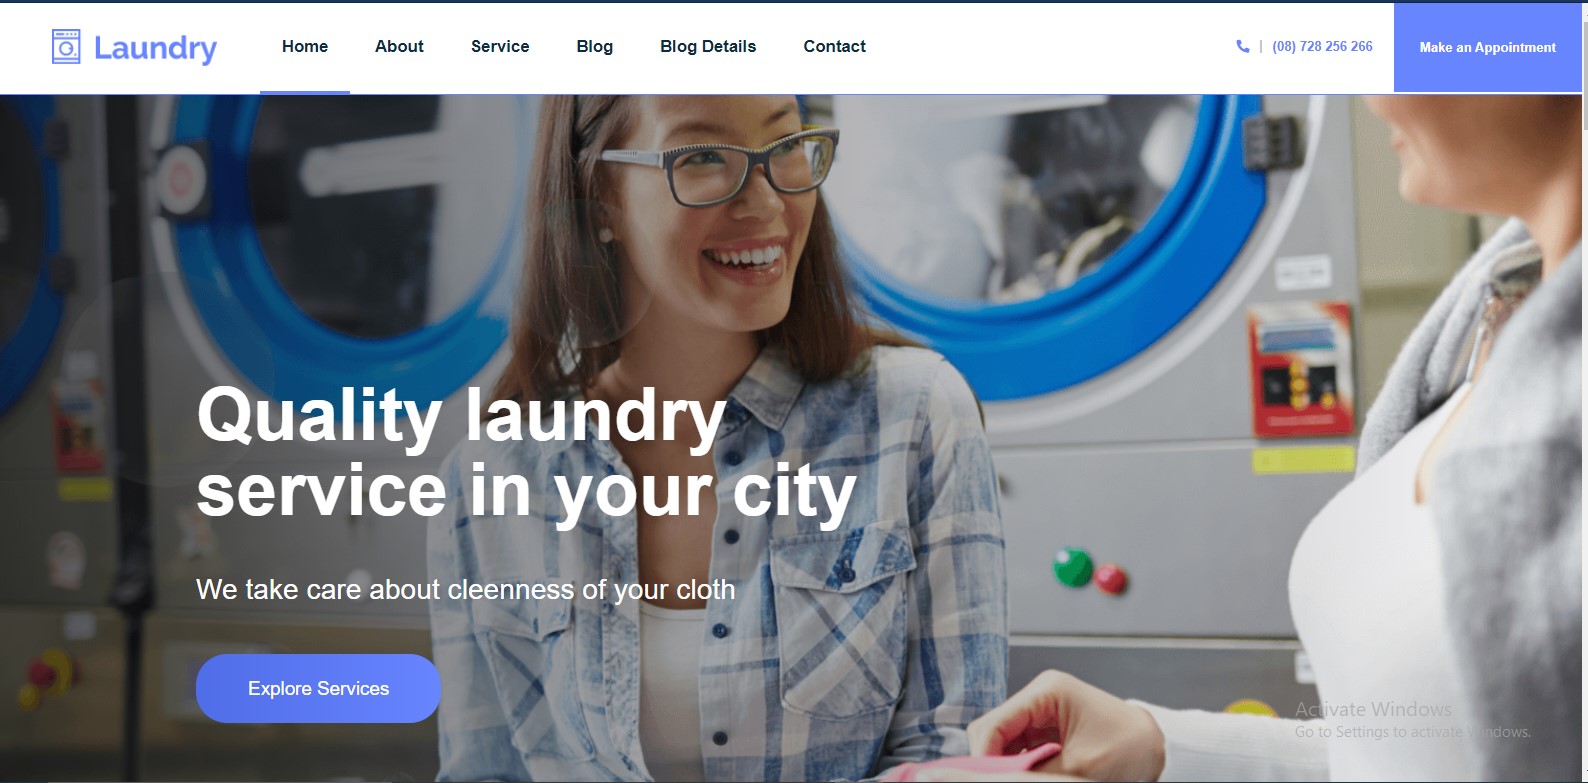 Laundry
Home
About
Service
Blog
Blog Details
Contact
(08) 728 256 266
Make an Appointment
Quality laundry
service in your city
We take care about cleenness of your cloth
Explore Services
Activate Windows
Go to Settings to activate Windows.